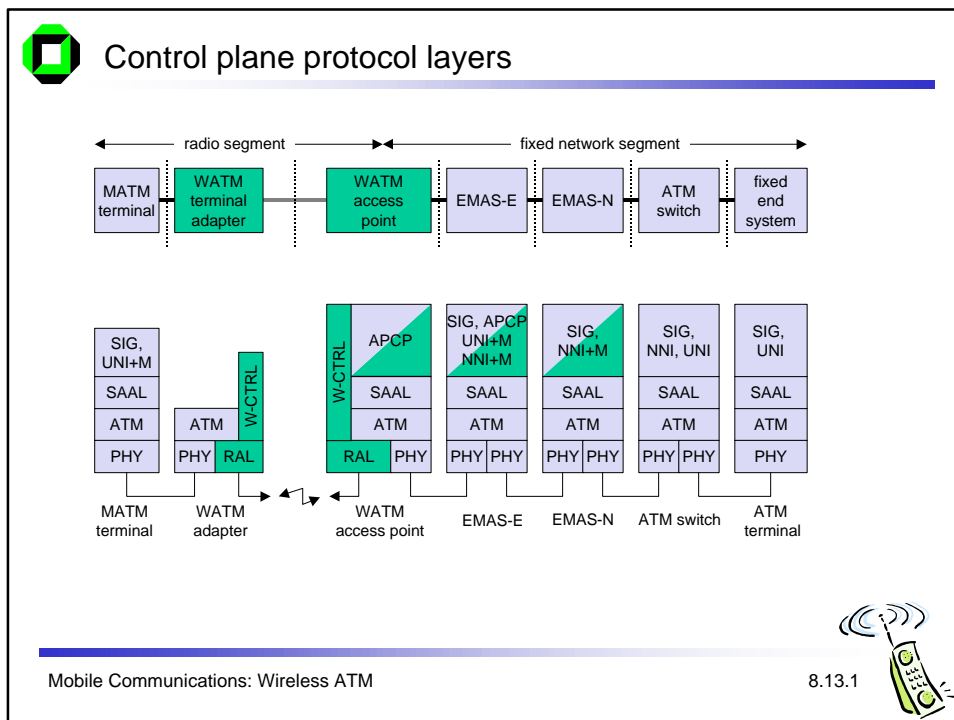 Control plane protocol layers
radio segment
fixed network segment
MATM
terminal
WATM
terminal
adapter
WATM
access
point
EMAS-E
EMAS-N
ATM
switch
fixed
end
system
SIG,
UNI+M
SAAL
ATM
PHY
ATM
W-CTRL
PHY
RAL
W-CTRL
APCP
SAAL
ATM
RAL
PHY
SIG, APCP
UNI+M
NNI+M
SAAL
ATM
PHY
PHY
SIG,
NNI+M
SAAL
ATM
PHY
PHY
SIG,
NNI, UNI
SAAL
ATM
PHY
PHY
SIG,
UNI
SAAL
ATM
PHY
MATM
terminal
WATM
adapter
WATM
access point
EMAS-E
EMAS-N
ATM switch
ATM
terminal
Mobile Communications: Wireless ATM
8.13.1